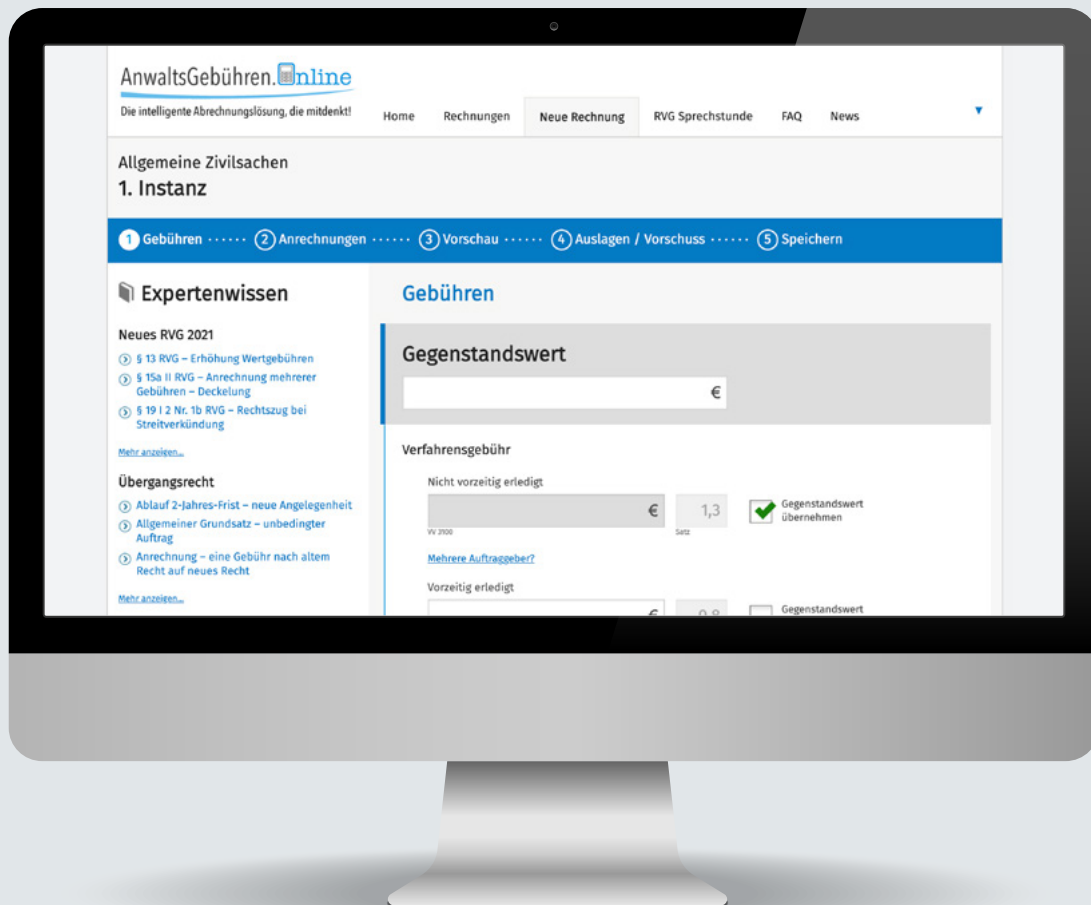 AnwaltsGebühren.Online
Die intelligente Abrechnungslösung, die mitdenkt!
Home Rechnungen Neue Rechnung RVG Sprechstunde FAQ News
Allgemeine Zivilsachen
1. Instanz
1 Gebühren ...... 2 Anrechnungen ...... 3 Vorschau ...... 4 Auslagen / Vorschuss ...... 5 Speichern
Expertenwissen
Neues RVG 2021
§ 13 RVG – Erhöhung Wertgebühren
§ 15a II RVG – Anrechnung mehrerer
Gebühren – Deckelung
§ 19 I 2 Nr. 1b RVG – Rechtszug bei
Streitverkündung
Mehr anzeigen...
Übergangsrecht
Ablauf 2-Jahres-Frist – neue Angelegenheit
Allgemeiner Grundsatz – unbedingter
Auftrag
Anrechnung – eine Gebühr nach altem
Recht auf neues Recht
Mehr anzeigen...
Gebühren
Gegenstandswert
€
Verfahrensgebühr
Nicht vorzeitig erledigt
€ 1,3 Gegenstandswert
übernehmen
VV 3100 Satz
Mehrere Auftraggeber?
Vorzeitig erledigt
€ 0,8 Gegenstandswert